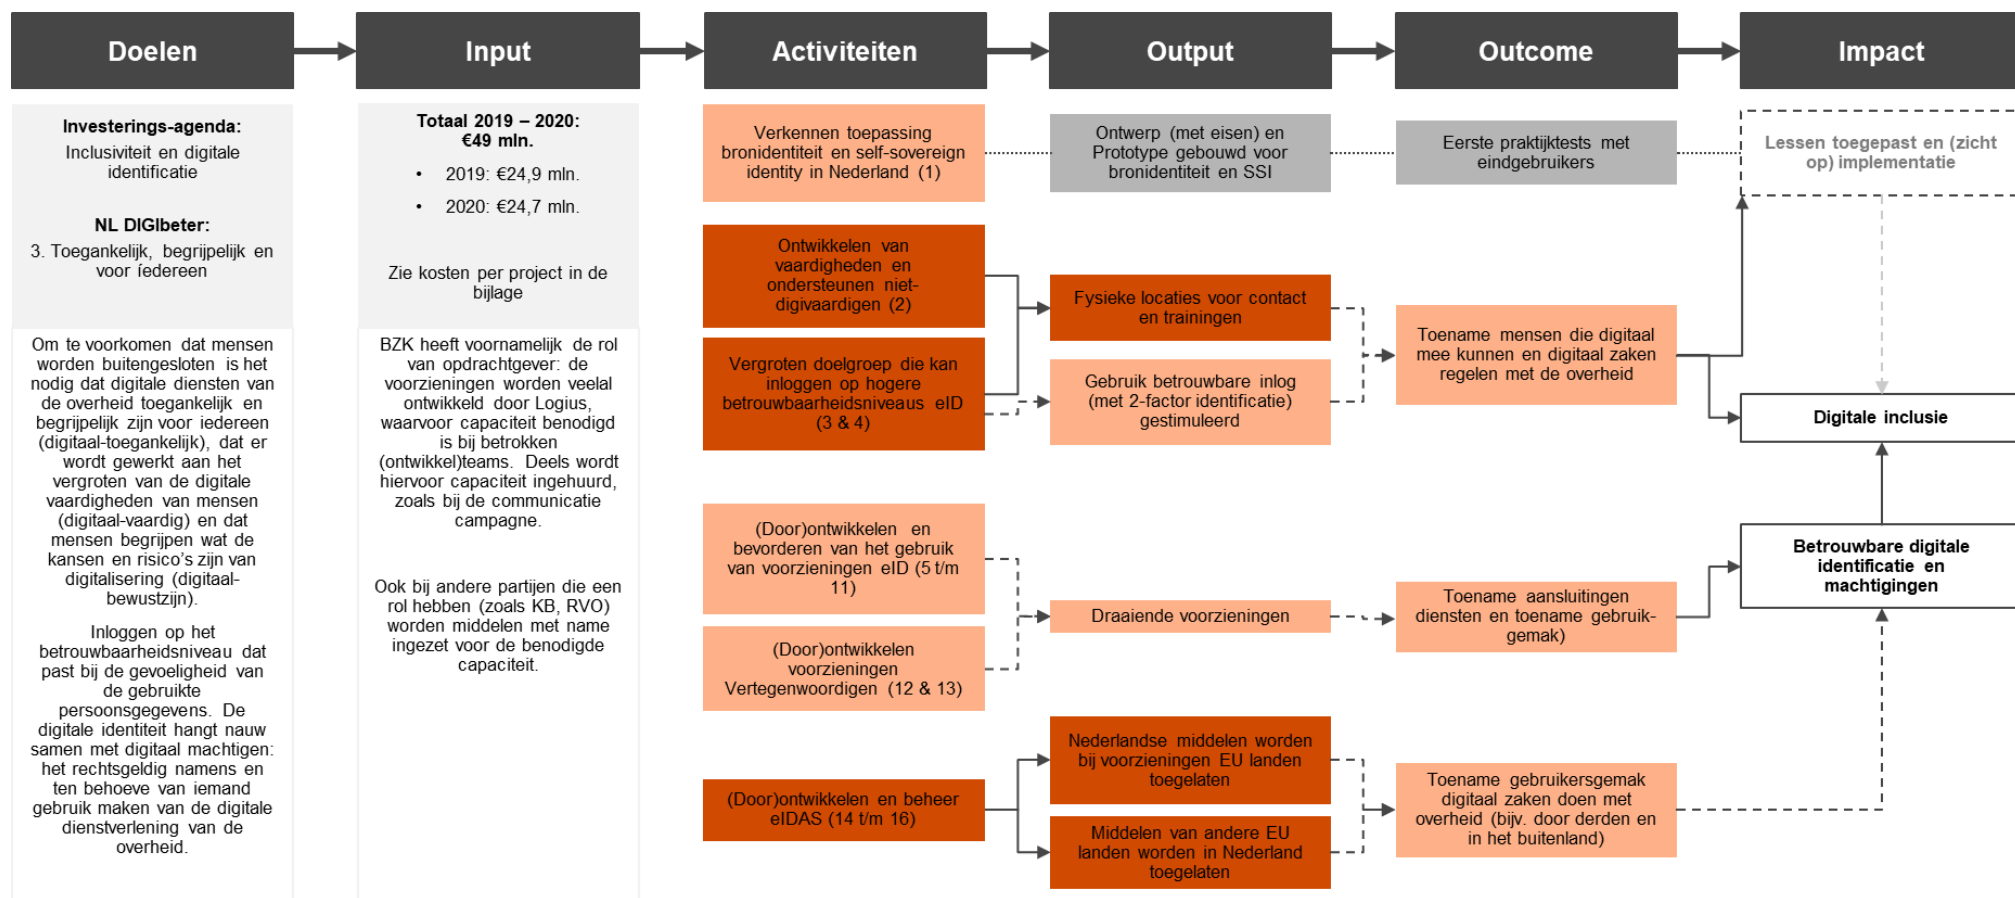 Doelen
Input
Activiteiten
Output
Outcome
Impact
Investerings-agenda:
Inclusiviteit en digitale
identificatie
NL DIGIbeter:
3. Toegankelijk, begrijpelijk en
voor íedereen
Om te voorkomen dat mensen
worden buitengesloten is het
nodig dat digitale diensten van
de overheid toegankelijk en
begrijpelijk zijn voor iedereen
(digitaal-toegankelijk), dat er
wordt gewerkt aan het
vergroten van de digitale
vaardigheden van mensen
(digitaal-vaardig) en dat
mensen begrijpen wat de
kansen en risico's zijn van
digitalisering (digitaal-
bewustzijn).
Inloggen op het
betrouwbaarheidsniveau dat
past bij de gevoeligheid van
de gebruikte
persoonsgegevens. De
digitale identiteit hangt nauw
samen met digitaal machtigen:
het rechtsgeldig namens en
ten behoeve van iemand
gebruik maken van de digitale
dienstverlening van de
overheid.
Totaal 2019 – 2020:
€49 mln.
• 2019: €24,9 mln.
• 2020: €24,7 mln.
Zie kosten per project in de
bijlage
BZK heeft voornamelijk de rol
van opdrachtgever: de
voorzieningen worden veelal
ontwikkeld door Logius,
waarvoor capaciteit benodigd
is bij betrokken
(ontwikkel)teams. Deels wordt
hiervoor capaciteit ingehuurd,
zoals bij de communicatie
campagne.
Ook bij andere partijen die een
rol hebben (zoals KB, RVO)
worden middelen met name
ingezet voor de benodigde
capaciteit.
Verkennen toepassing
bronidentiteit en self-sovereign
identity in Nederland (1)
Ontwikkelen van
vaardigheden en
ondersteunen niet-
digivaardigen (2)
Vergroten doelgroep die kan
inloggen op hogere
betrouwbaarheidsniveaus eID
(3 & 4)
(Door)ontwikkelen en
bevorderen van het gebruik
van voorzieningen eID (5 t/m
11)
(Door)ontwikkelen
voorzieningen
Vertegenwoordigen (12 & 13)
(Door)ontwikkelen en beheer
eIDAS (14 t/m 16)
Ontwerp (met eisen) en
Prototype gebouwd voor
bronidentiteit en SSI
Fysieke locaties voor contact
en trainingen
Gebruik betrouwbare inlog
(met 2-factor identificatie)
gestimuleerd
Draaiende voorzieningen
Nederlandse middelen worden
bij voorzieningen EU landen
toegelaten
Middelen van andere EU
landen worden in Nederland
toegelaten
Eerste praktijktests met
eindgebruikers
Toename mensen die digitaal
mee kunnen en digitaal zaken
regelen met de overheid
Toename aansluitingen
diensten en toename gebruik-
gemak)
Toename gebruikersgemak
digitaal zaken doen met
overheid (bijv. door derden en
in het buitenland)
Lessen toegepast en (zicht
op) implementatie
Digitale inclusie
Betrouwbare digitale
identificatie en
machtigingen